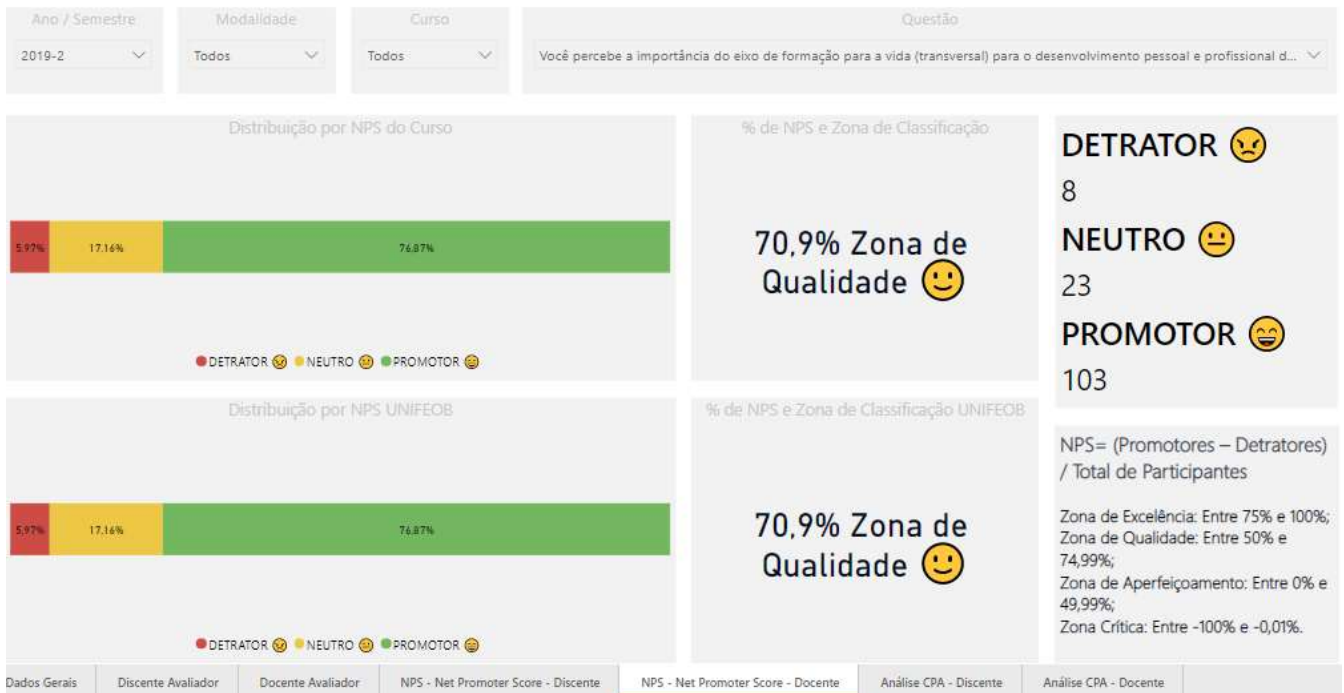 Ano / Semestre
2019-2
Modalidade
Todos
Curso
Todos
Questão
Você percebe a importância do eixo de formação para a vida (transversal) para o desenvolvimento pessoal e profissional d...
Distribuição por NPS do Curso
5.97% 17.16% 76.87%
DETRATOR 😠 NEUTRO 😐 PROMOTOR 😄
% de NPS e Zona de Classificação
70,9% Zona de
Qualidade 🙂
DETRATOR 😠
8
NEUTRO 😐
23
PROMOTOR 😄
103
Distribuição por NPS UNIFEOB
5.97% 17.16% 76.87%
DETRATOR 😠 NEUTRO 😐 PROMOTOR 😄
% de NPS e Zona de Classificação UNIFEOB
70,9% Zona de
Qualidade 🙂
NPS= (Promotores – Detratores)
/ Total de Participantes
Zona de Excelência: Entre 75% e 100%;
Zona de Qualidade: Entre 50% e
74,99%;
Zona de Aperfeiçoamento: Entre 0% e
49,99%;
Zona Crítica: Entre -100% e -0,01%.
Dados Gerais
Discente Avaliador
Docente Avaliador
NPS - Net Promoter Score - Discente
NPS - Net Promoter Score - Docente
Análise CPA - Discente
Análise CPA - Docente